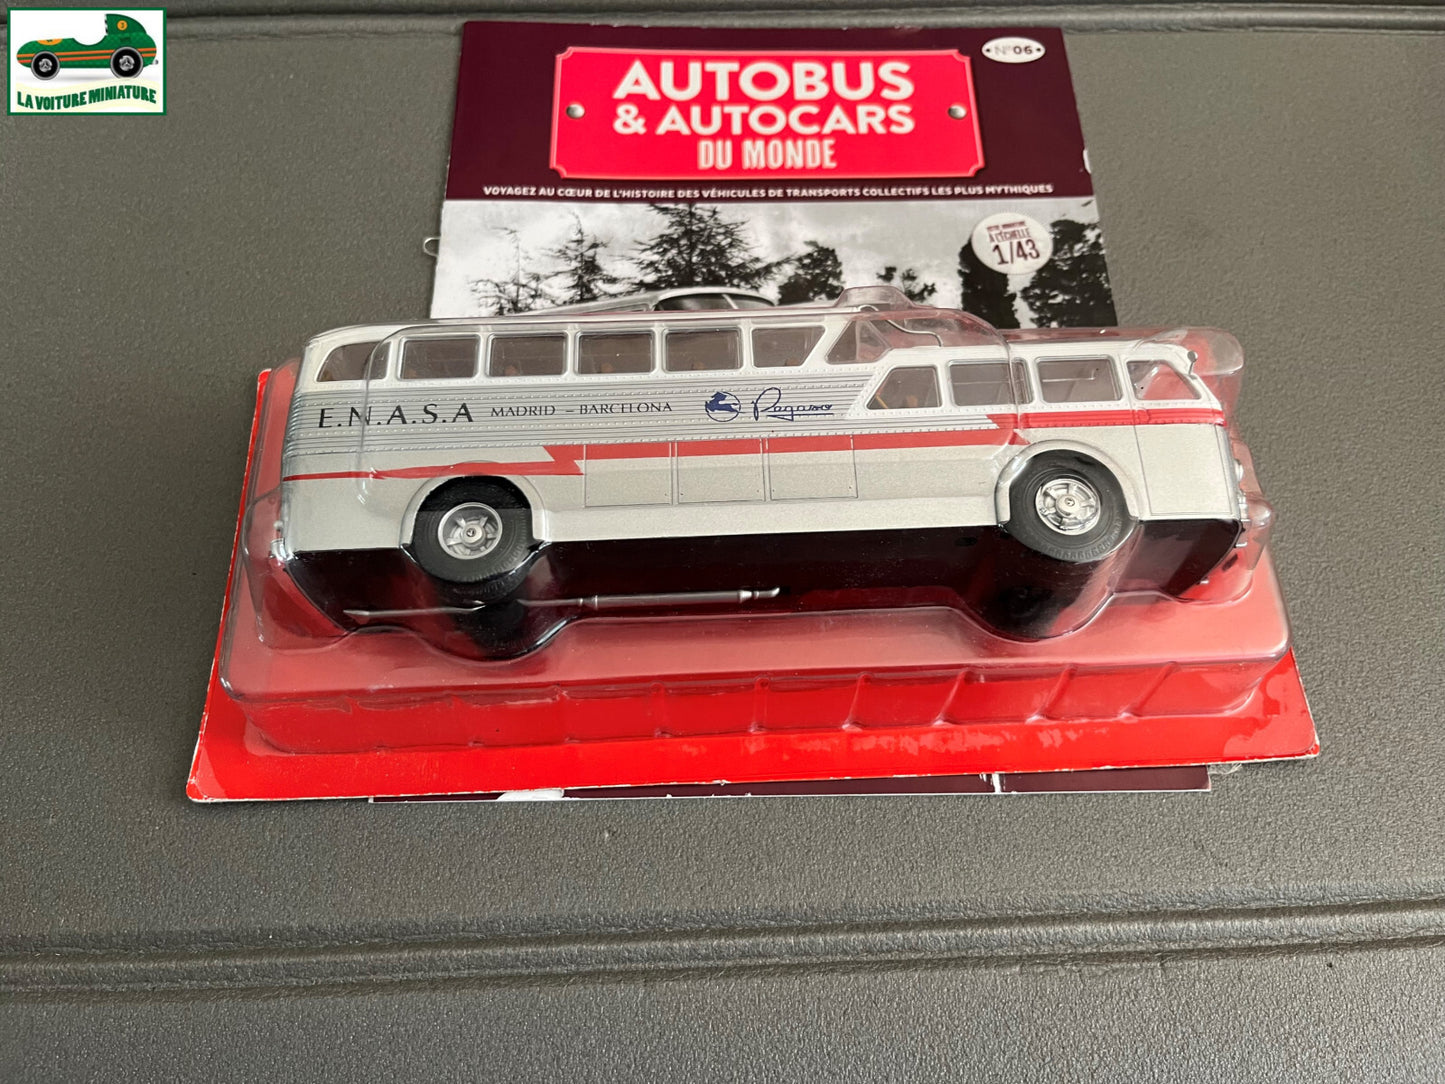 LA VOITURE MINIATURE
N°06
AUTOBUS
& AUTOCARS
DU MONDE
VOYAGEZ AU CŒUR DE L'HISTOIRE DES VÉHICULES DE TRANSPORTS COLLECTIFS LES PLUS MYTHIQUES
À L'ÉCHELLE
1/43
E.N.A.S.A MADRID – BARCELONA Pegaso